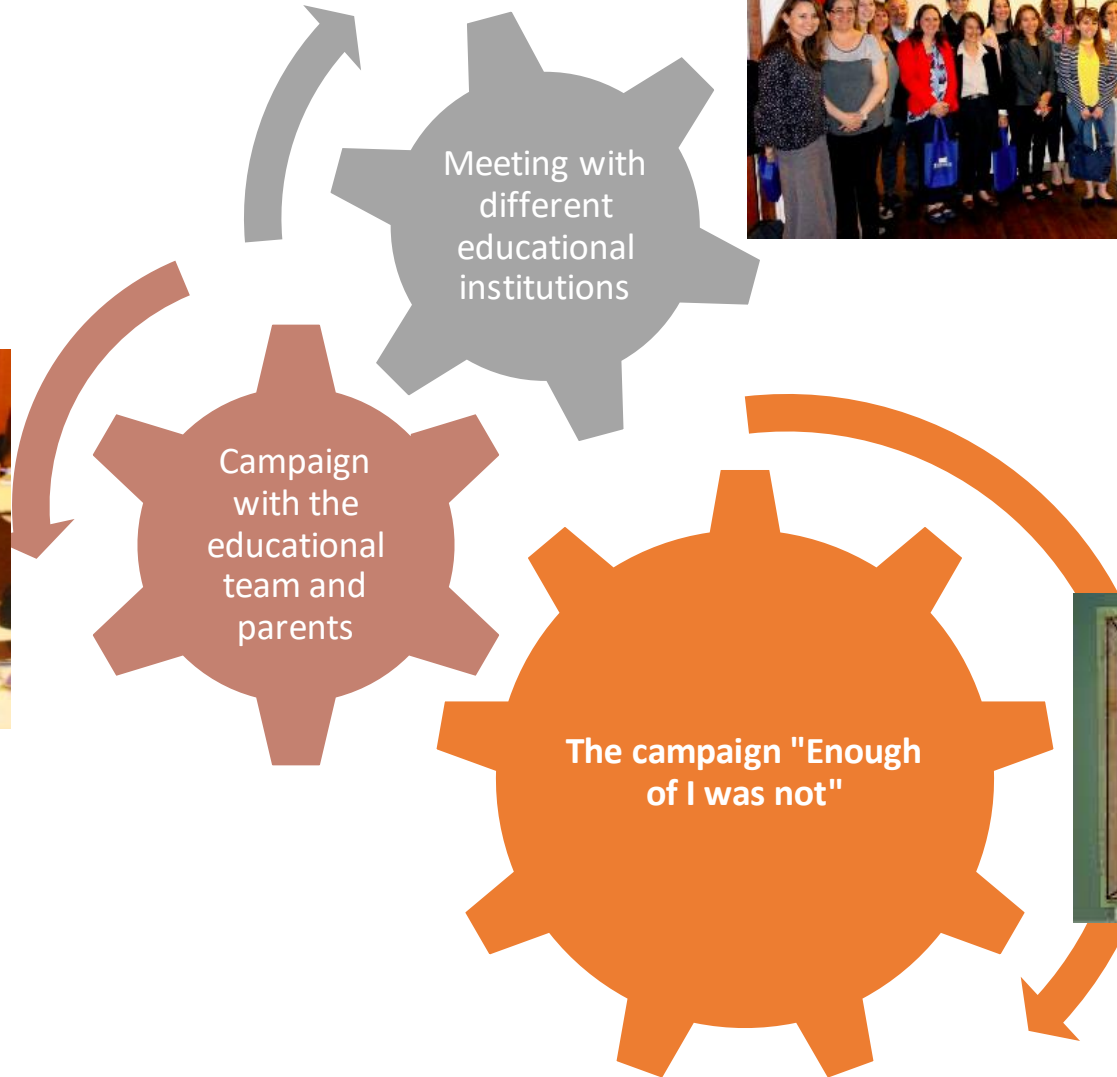 Meeting with
different
educational
institutions
Campaign
with the
educational
team and
parents
The campaign "Enough
of I was not"